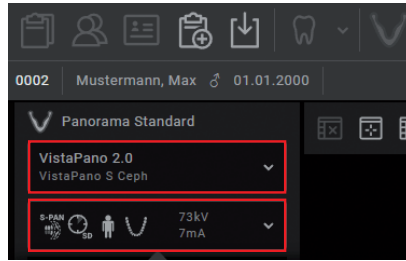 0002 Mustermann, Max ♂ 01.01.2000
Panorama Standard
VistaPano 2.0
VistaPano S Ceph
S-PAN SD 73kV
7mA